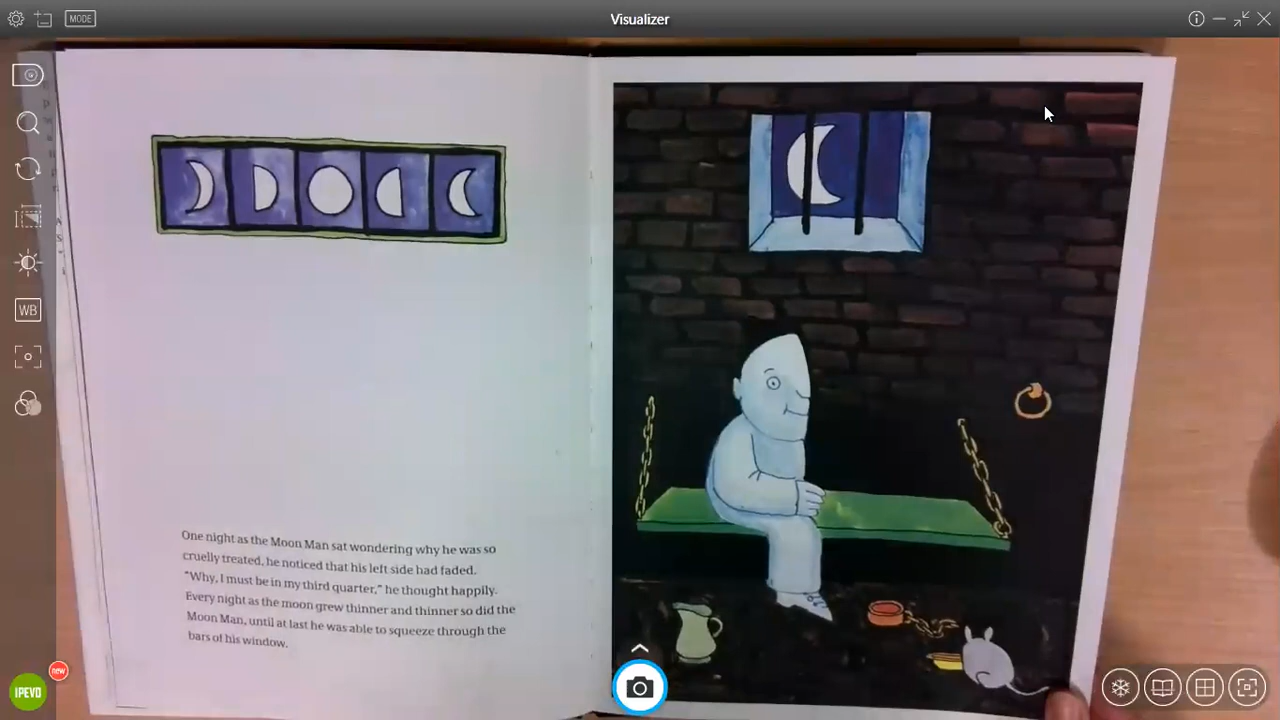 Visualizer
MODE
WB
One night as the Moon Man sat wondering why he was so
cruelly treated, he noticed that his left side had faded.
“Why, I must be in my third quarter,” he thought happily.
Every night as the moon grew thinner and thinner so did the
Moon Man, until at last he was able to squeeze through the
bars of his window.
iPEVO
new